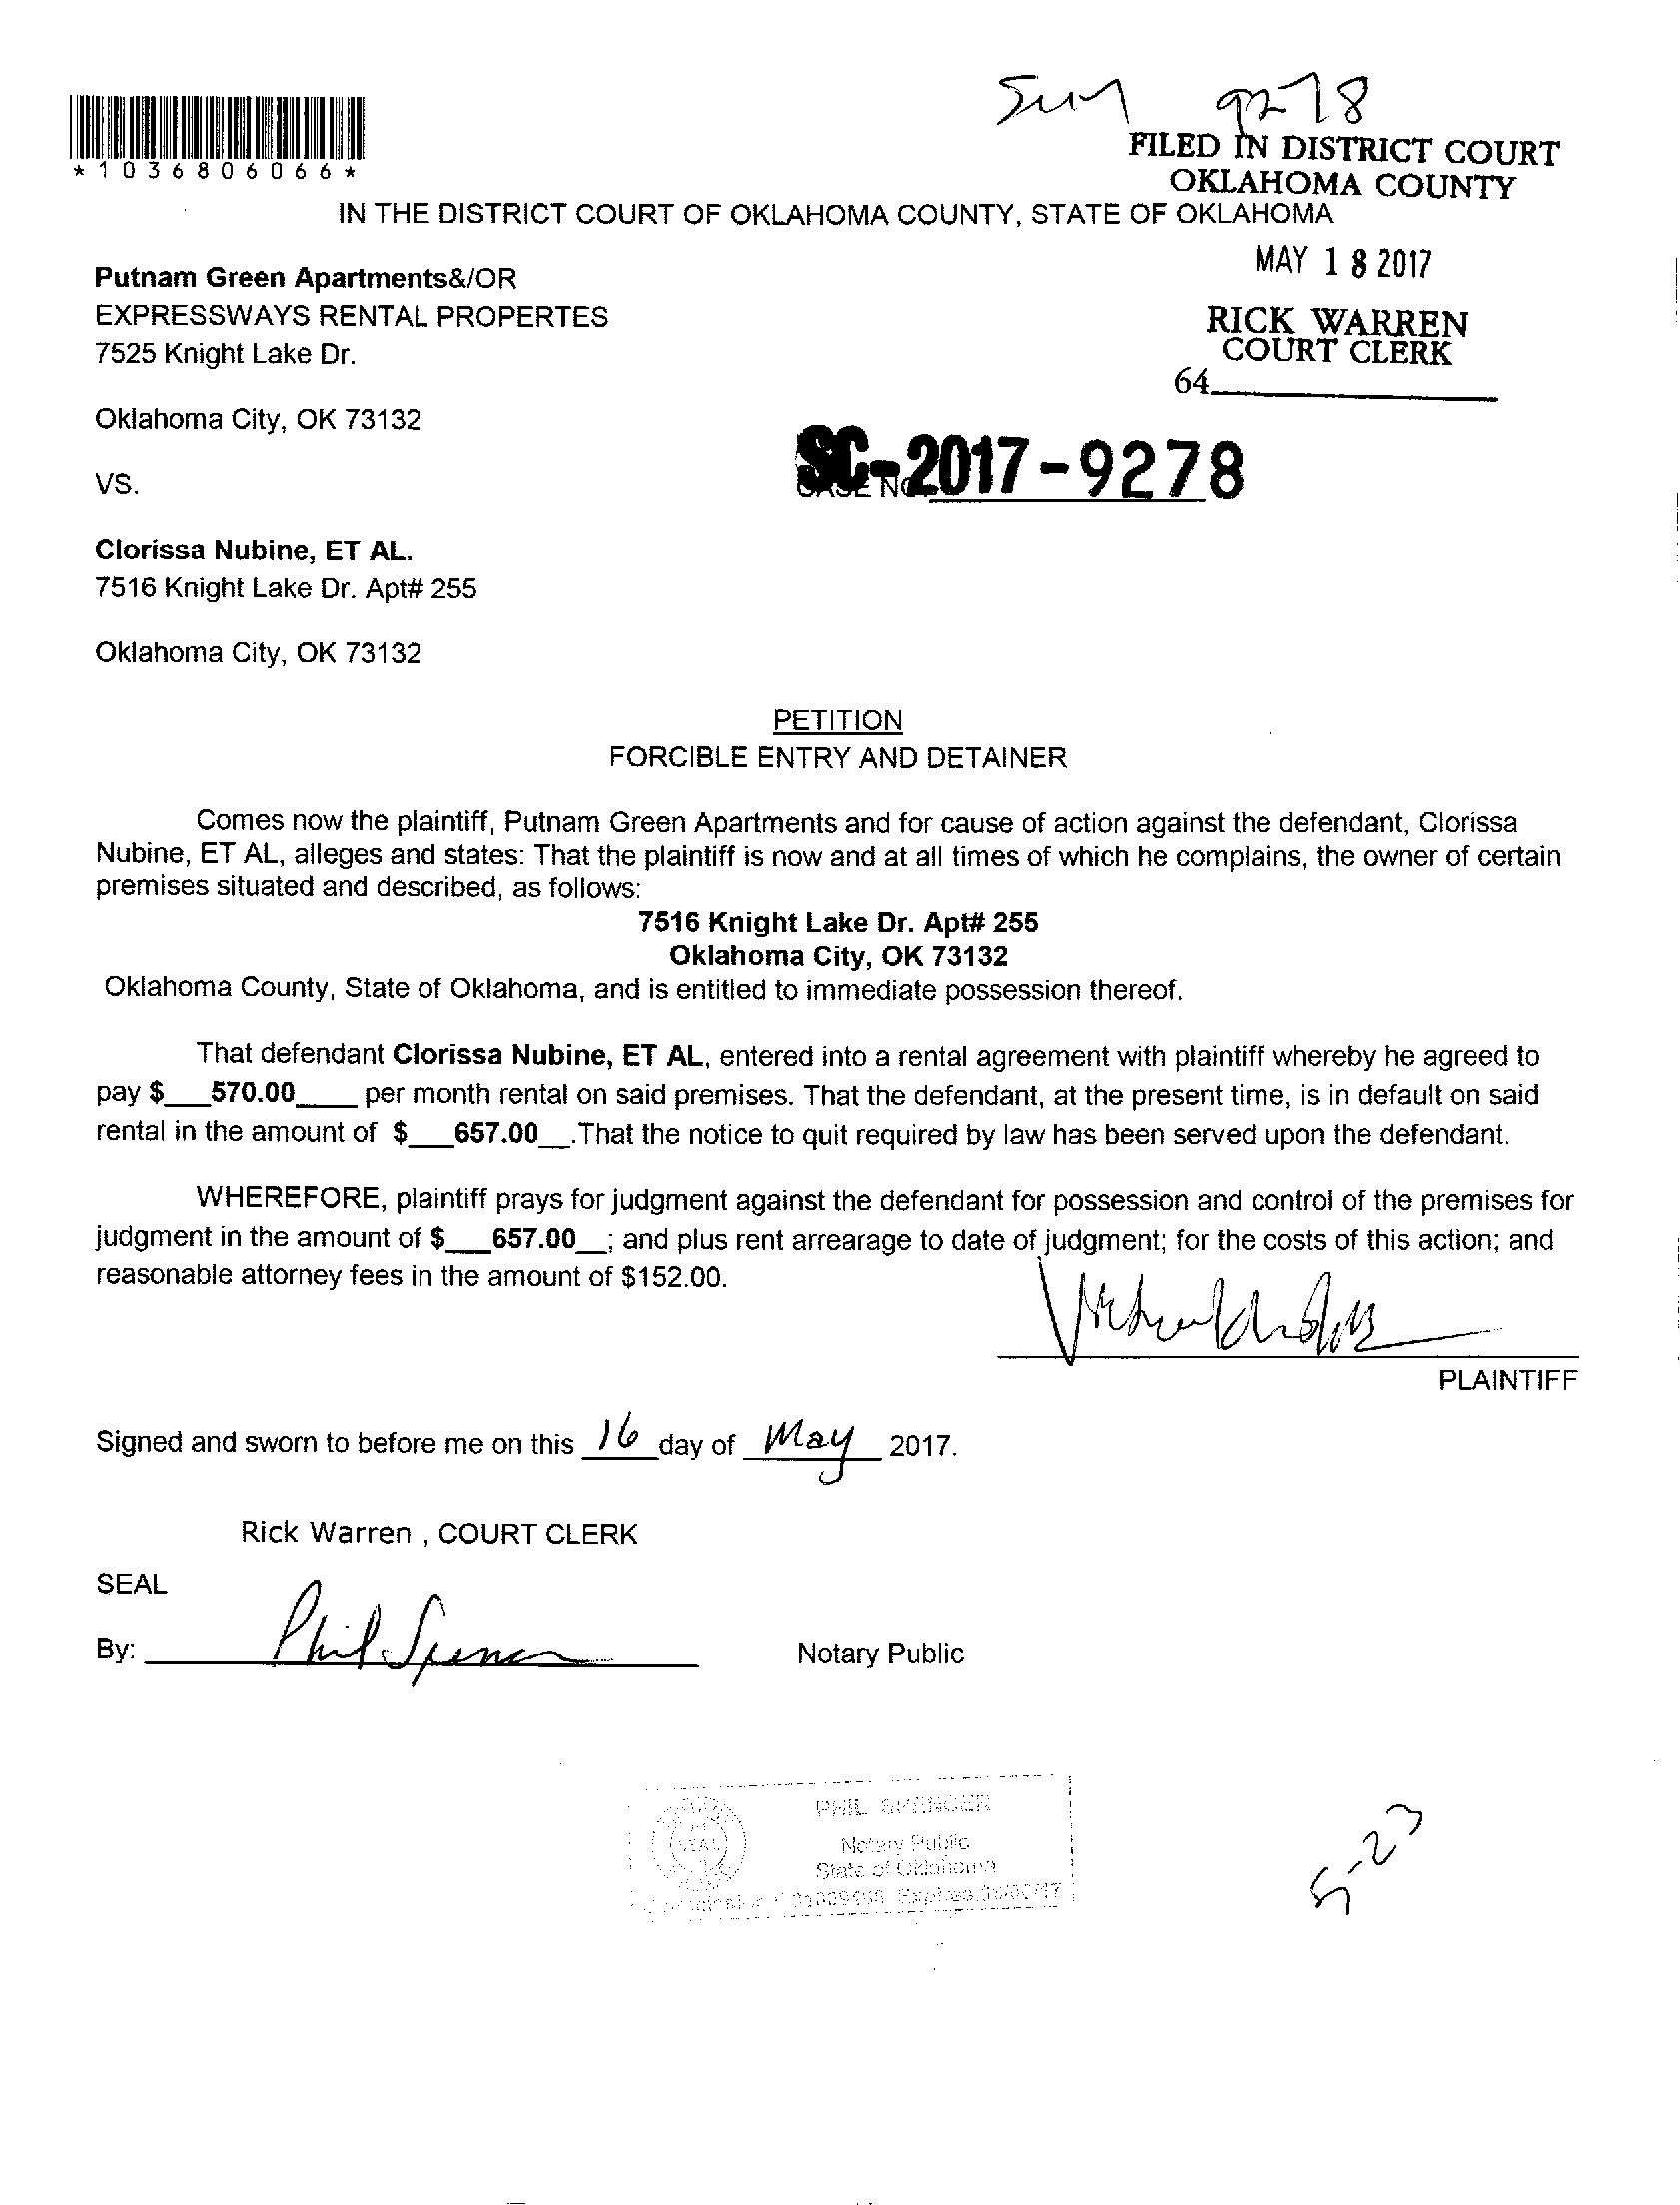 9278
FILED IN DISTRICT COURT
OKLAHOMA COUNTY
*1036806066*
IN THE DISTRICT COURT OF OKLAHOMA COUNTY, STATE OF OKLAHOMA
MAY 18 2017
Putnam Green Apartments&/OR
EXPRESSWAYS RENTAL PROPERTES
7525 Knight Lake Dr.
RICK WARREN
COURT CLERK
64
Oklahoma City, OK 73132
SC-2017-9278
CASE NO
VS.
Clorissa Nubine, ET AL.
7516 Knight Lake Dr. Apt# 255
Oklahoma City, OK 73132
PETITION
FORCIBLE ENTRY AND DETAINER
Comes now the plaintiff, Putnam Green Apartments and for cause of action against the defendant, Clorissa
Nubine, ET AL, alleges and states: That the plaintiff is now and at all times of which he complains, the owner of certain
premises situated and described, as follows:
7516 Knight Lake Dr. Apt# 255
Oklahoma City, OK 73132
Oklahoma County, State of Oklahoma, and is entitled to immediate possession thereof.
That defendant Clorissa Nubine, ET AL, entered into a rental agreement with plaintiff whereby he agreed to
pay $___570.00____ per month rental on said premises. That the defendant, at the present time, is in default on said
rental in the amount of $___657.00__.That the notice to quit required by law has been served upon the defendant.
WHEREFORE, plaintiff prays for judgment against the defendant for possession and control of the premises for
judgment in the amount of $___657.00__; and plus rent arrearage to date of judgment; for the costs of this action; and
reasonable attorney fees in the amount of $152.00.
PLAINTIFF
Signed and sworn to before me on this 16 day of May 2017.
Rick Warren , COURT CLERK
SEAL
By: Phil Spencer
Notary Public
PHIL SPENCER
Notary Public
State of Oklahoma
5-23